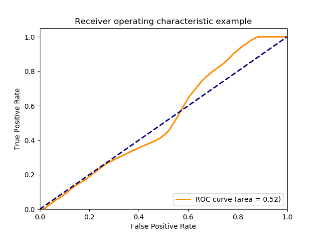 Receiver operating characteristic example
1.0
0.8
0.6
0.4
0.2
0.0
True Positive Rate
0.0 0.2 0.4 0.6 0.8 1.0
False Positive Rate
ROC curve (area = 0.52)